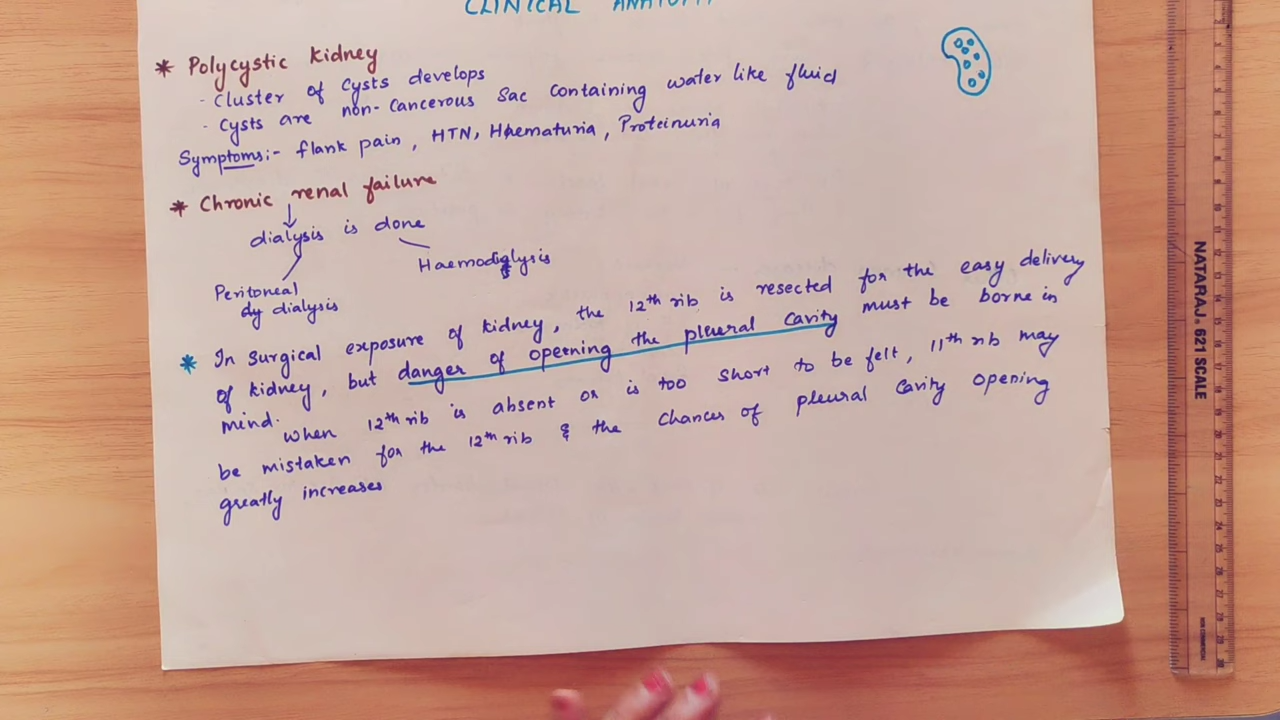 CLINICAL ANATOMY
* Polycystic kidney
- Cluster of Cysts develops
- Cysts are non-cancerous Sac containing water like fluid
Symptoms:- flank pain, HTN, Haematuria, Proteinuria
* Chronic renal failure
dialysis is done
Haemodialysis
Peritoneal
dy dialysis
* In surgical exposure of kidney, the 12th rib is resected for the easy delivery
of kidney, but danger of opening the pleural cavity must be borne in
mind.
When 12th rib is absent or is too short to be felt, 11th rib may
be mistaken for the 12th rib & the chances of pleural cavity opening
greatly increases
NATARAJ 621 SCALE